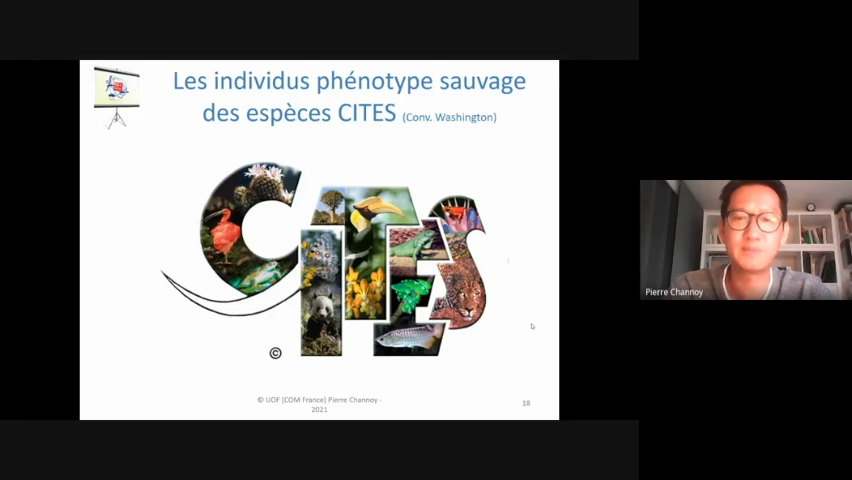 Les individus phénotype sauvage
des espèces CITES (Conv. Washington)
CITES
©
© UOF (COM France) Pierre Channoy -
2021
18
Pierre Channoy